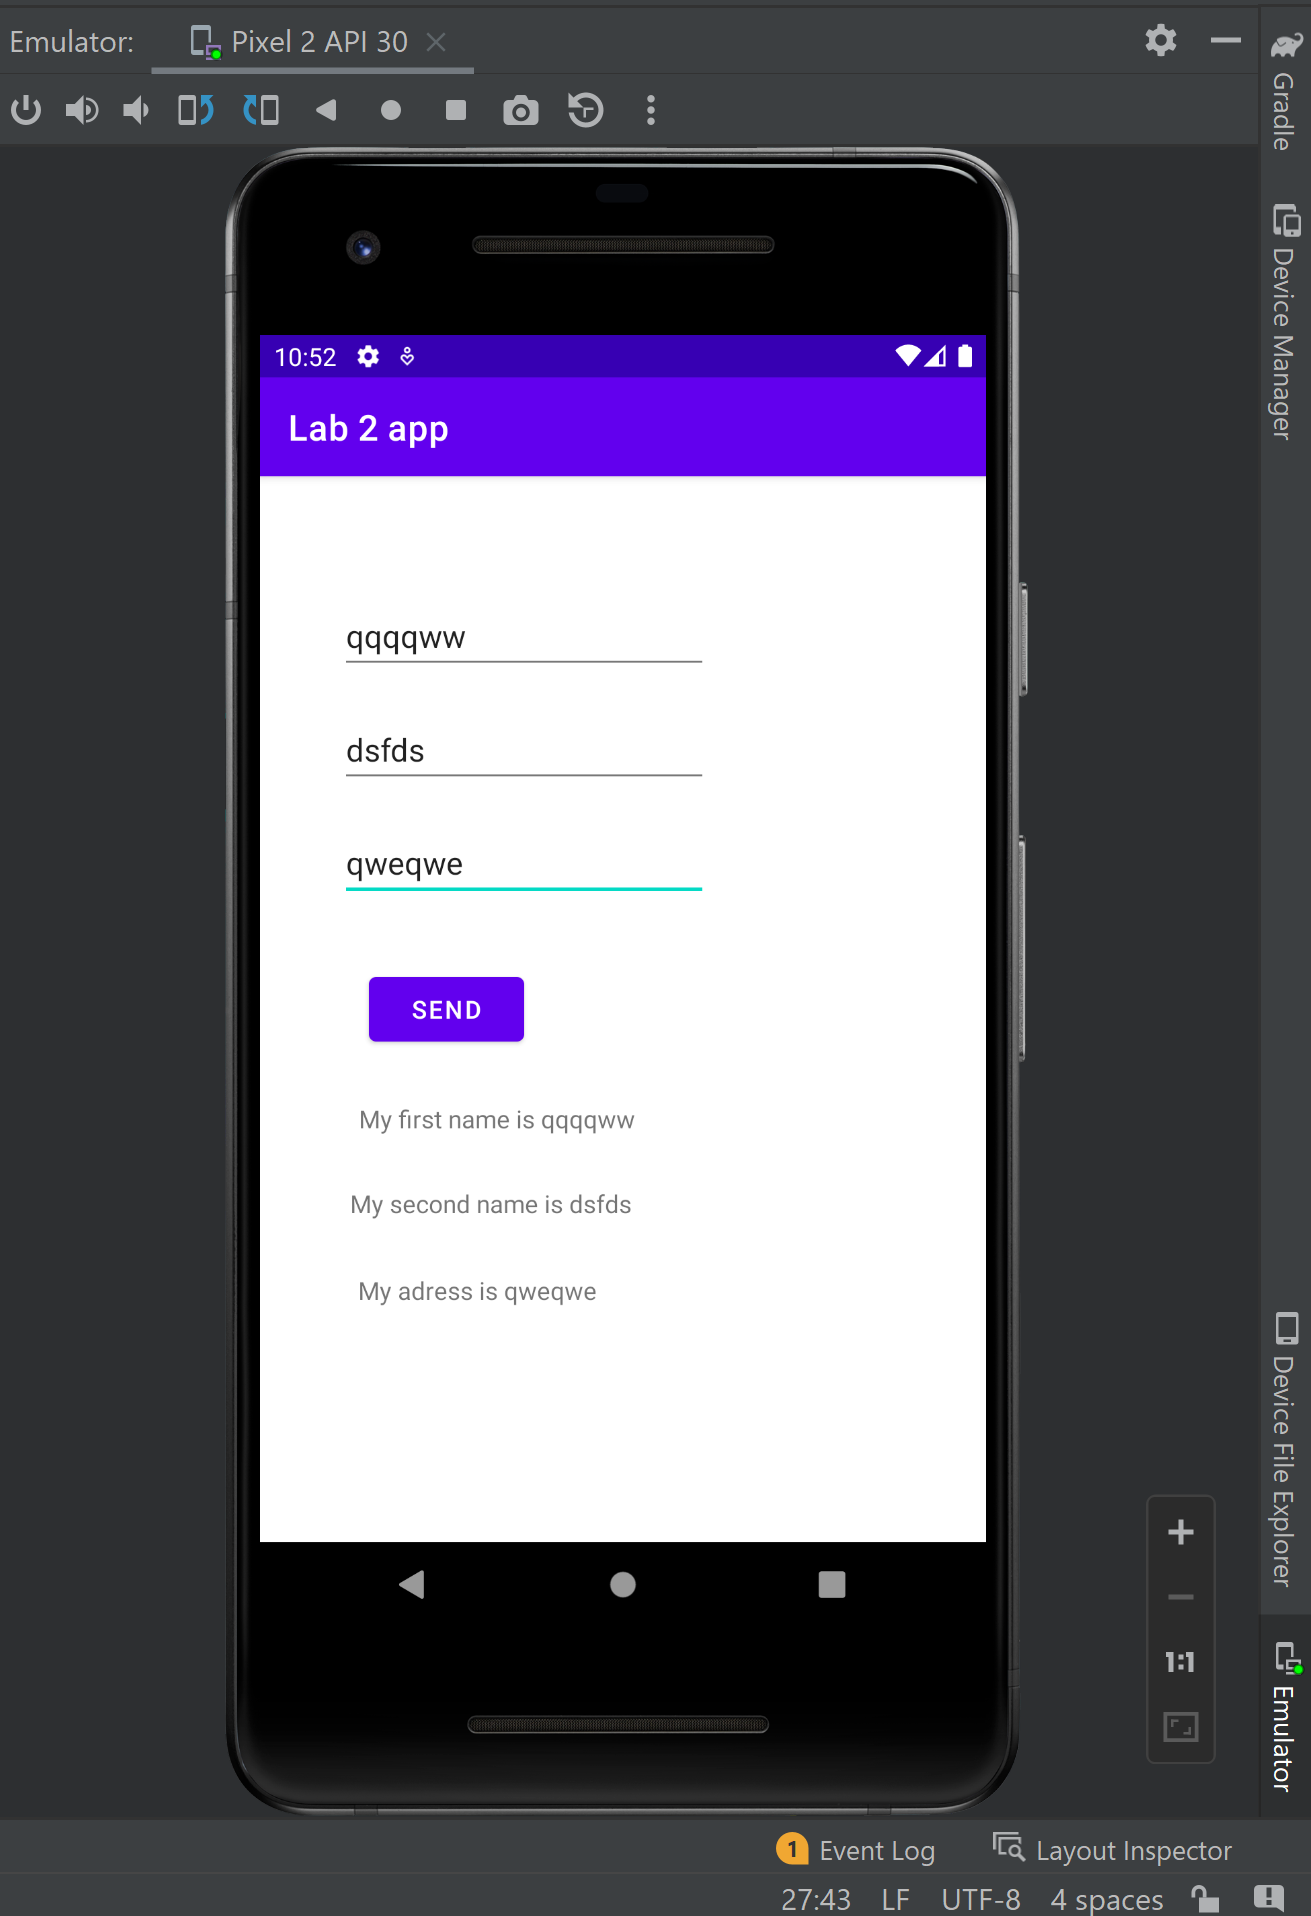 Emulator: Pixel 2 API 30
Gradle
Device Manager
10:52
Lab 2 app
qqqqww
dsfds
qweqwe
SEND
My first name is qqqqww
My second name is dsfds
My adress is qweqwe
Device File Explorer
1:1
Emulator
1 Event Log Layout Inspector
27:43 LF UTF-8 4 spaces